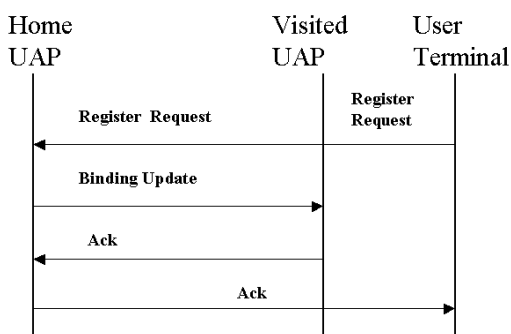 Home
UAP
Visited
UAP
User
Terminal
Register Request
Register
Request
Binding Update
Ack
Ack